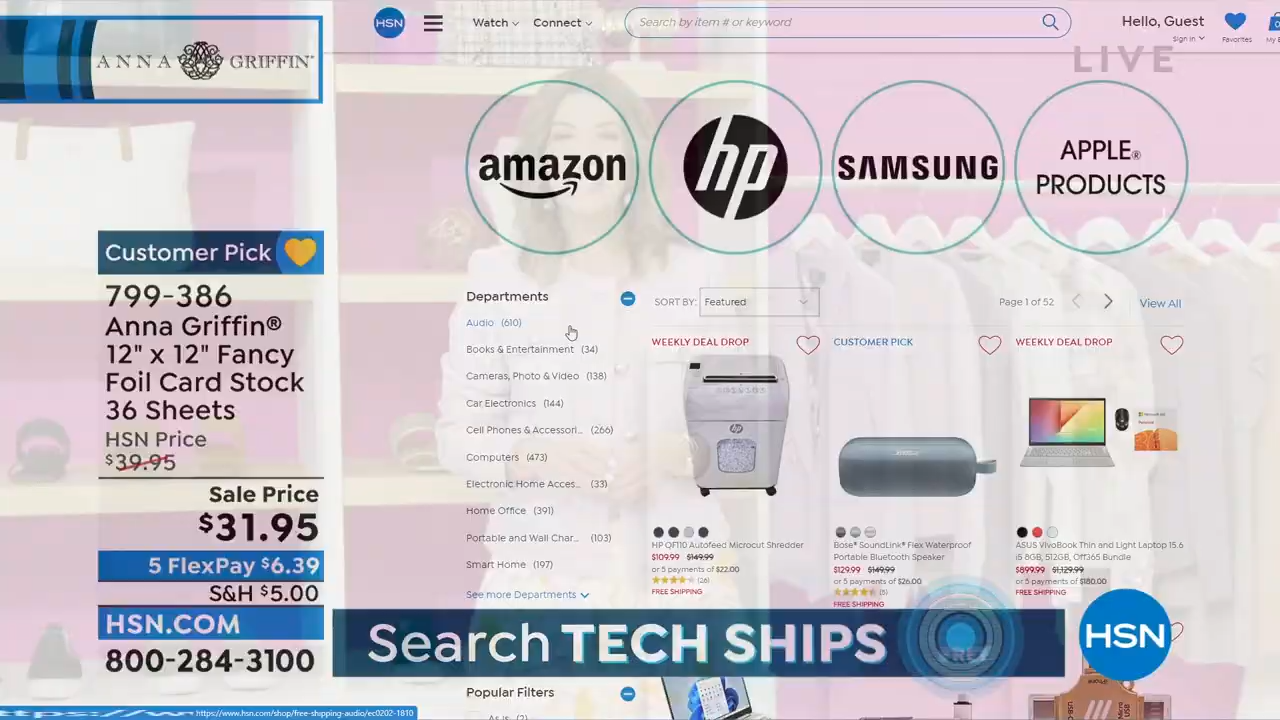 ANNA GRIFFIN
Customer Pick
799-386
Anna Griffin®
12" x 12" Fancy
Foil Card Stock
36 Sheets
HSN Price
$39.95
Sale Price
$31.95
5 FlexPay $6.39
S&H $5.00
HSN.COM
800-284-3100
HSN
Watch
Connect
Search by item # or keyword
Hello, Guest
Sign In
Favorites
LIVE
amazon
hp
SAMSUNG
APPLE®
PRODUCTS
Departments
Audio (610)
Books & Entertainment (34)
Cameras, Photo & Video (138)
Car Electronics (144)
Cell Phones & Accessori... (266)
Computers (473)
Electronic Home Acces... (33)
Home Office (391)
Portable and Wall Char... (103)
Smart Home (197)
See more Departments
Popular Filters
As is (2)
SORT BY: Featured
Page 1 of 52
View All
WEEKLY DEAL DROP
HP QF110 Autofeed Microcut Shredder
$109.99 $149.99
or 5 payments of $22.00
(26)
FREE SHIPPING
CUSTOMER PICK
Bose® SoundLink® Flex Waterproof
Portable Bluetooth Speaker
$129.99 $149.99
or 5 payments of $26.00
(5)
FREE SHIPPING
WEEKLY DEAL DROP
ASUS VivoBook Thin and Light Laptop 15.6
i5 8GB, 512GB, Off365 Bundle
$899.99 $1,129.99
or 5 payments of $180.00
FREE SHIPPING
Search TECH SHIPS
HSN
https://www.hsn.com/shop/free-shipping-audio/ec0202-1810